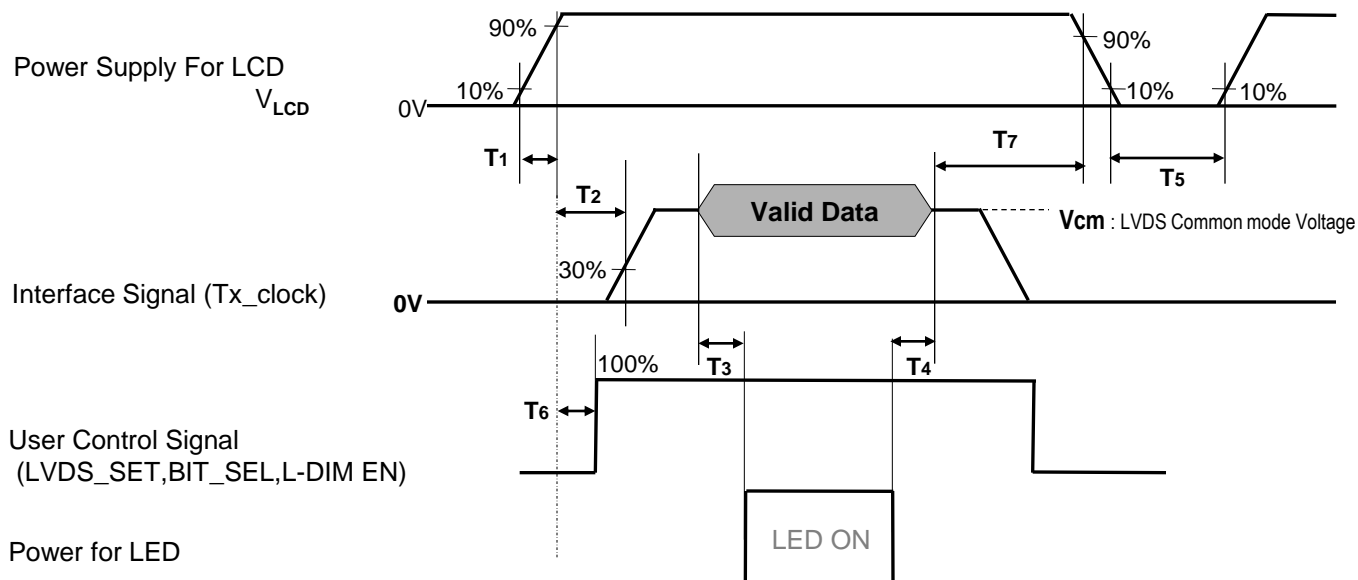 90%
90%
Power Supply For LCD
VLCD
10%
10%
10%
0V
T1
T7
T5
T2
Valid Data
Vcm : LVDS Common mode Voltage
30%
Interface Signal (Tx_clock)
0V
100%
T3
T4
T6
User Control Signal
(LVDS_SET,BIT_SEL,L-DIM EN)
LED ON
Power for LED